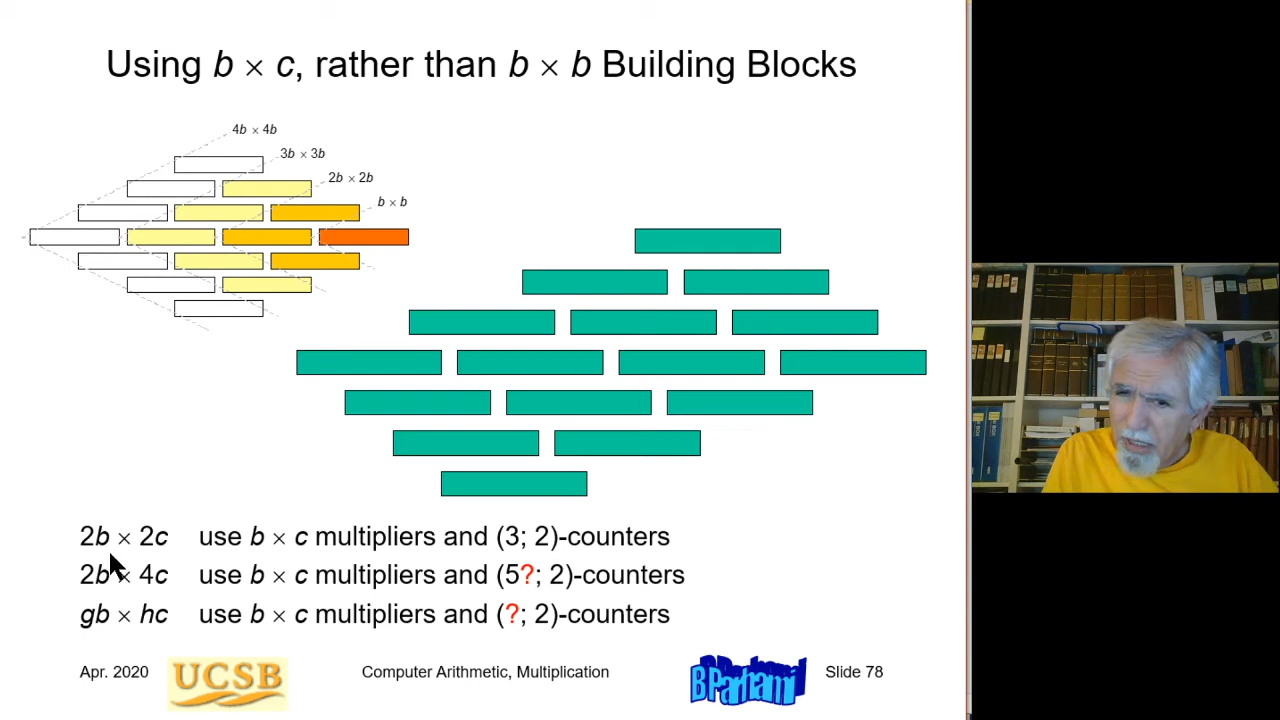 Using b × c, rather than b × b Building Blocks
4b × 4b
3b × 3b
2b × 2b
b × b
2b × 2c use b × c multipliers and (3; 2)-counters
2b × 4c use b × c multipliers and (5?; 2)-counters
gb × hc use b × c multipliers and (?; 2)-counters
Apr. 2020
UCSB
Computer Arithmetic, Multiplication
B Parhami
Slide 78